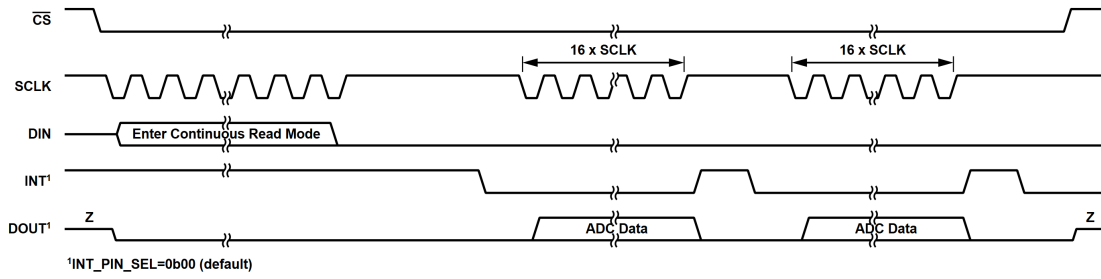 CS
16 x SCLK 16 x SCLK
SCLK
DIN Enter Continuous Read Mode
INT¹
Z Z
DOUT¹ ADC Data ADC Data
¹INT_PIN_SEL=0b00 (default)